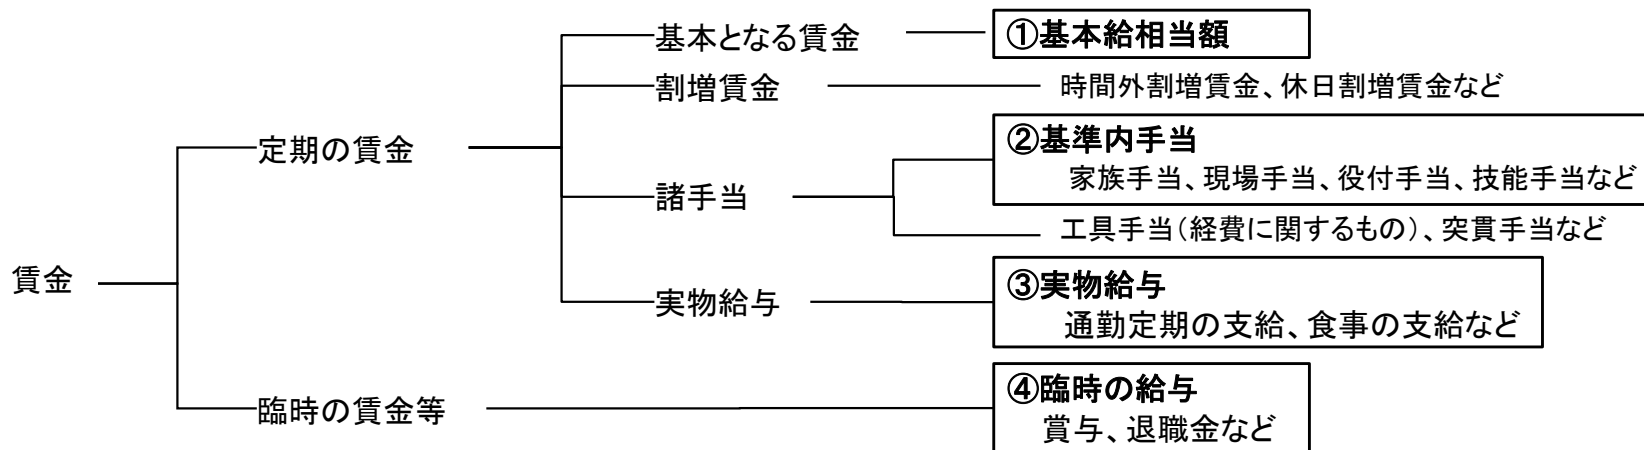 基本となる賃金
①基本給相当額
割増賃金
時間外割増賃金、休日割増賃金など
定期の賃金
②基準内手当
家族手当、現場手当、役付手当、技能手当など
諸手当
工具手当(経費に関するもの)、突貫手当など
賃金
③実物給与
実物給与
通勤定期の支給、食事の支給など
④臨時の給与
臨時の賃金等
賞与、退職金など